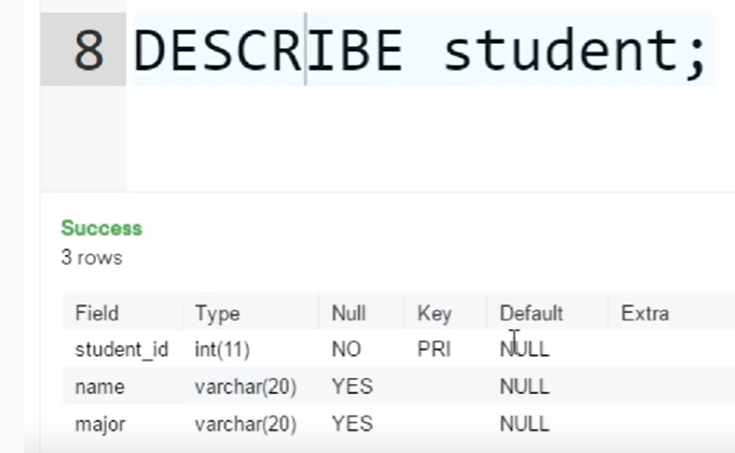 8 DESCRIBE student;
Success
3 rows
Field Type Null Key Default Extra
student_id int(11) NO PRI NULL
name varchar(20) YES NULL
major varchar(20) YES NULL